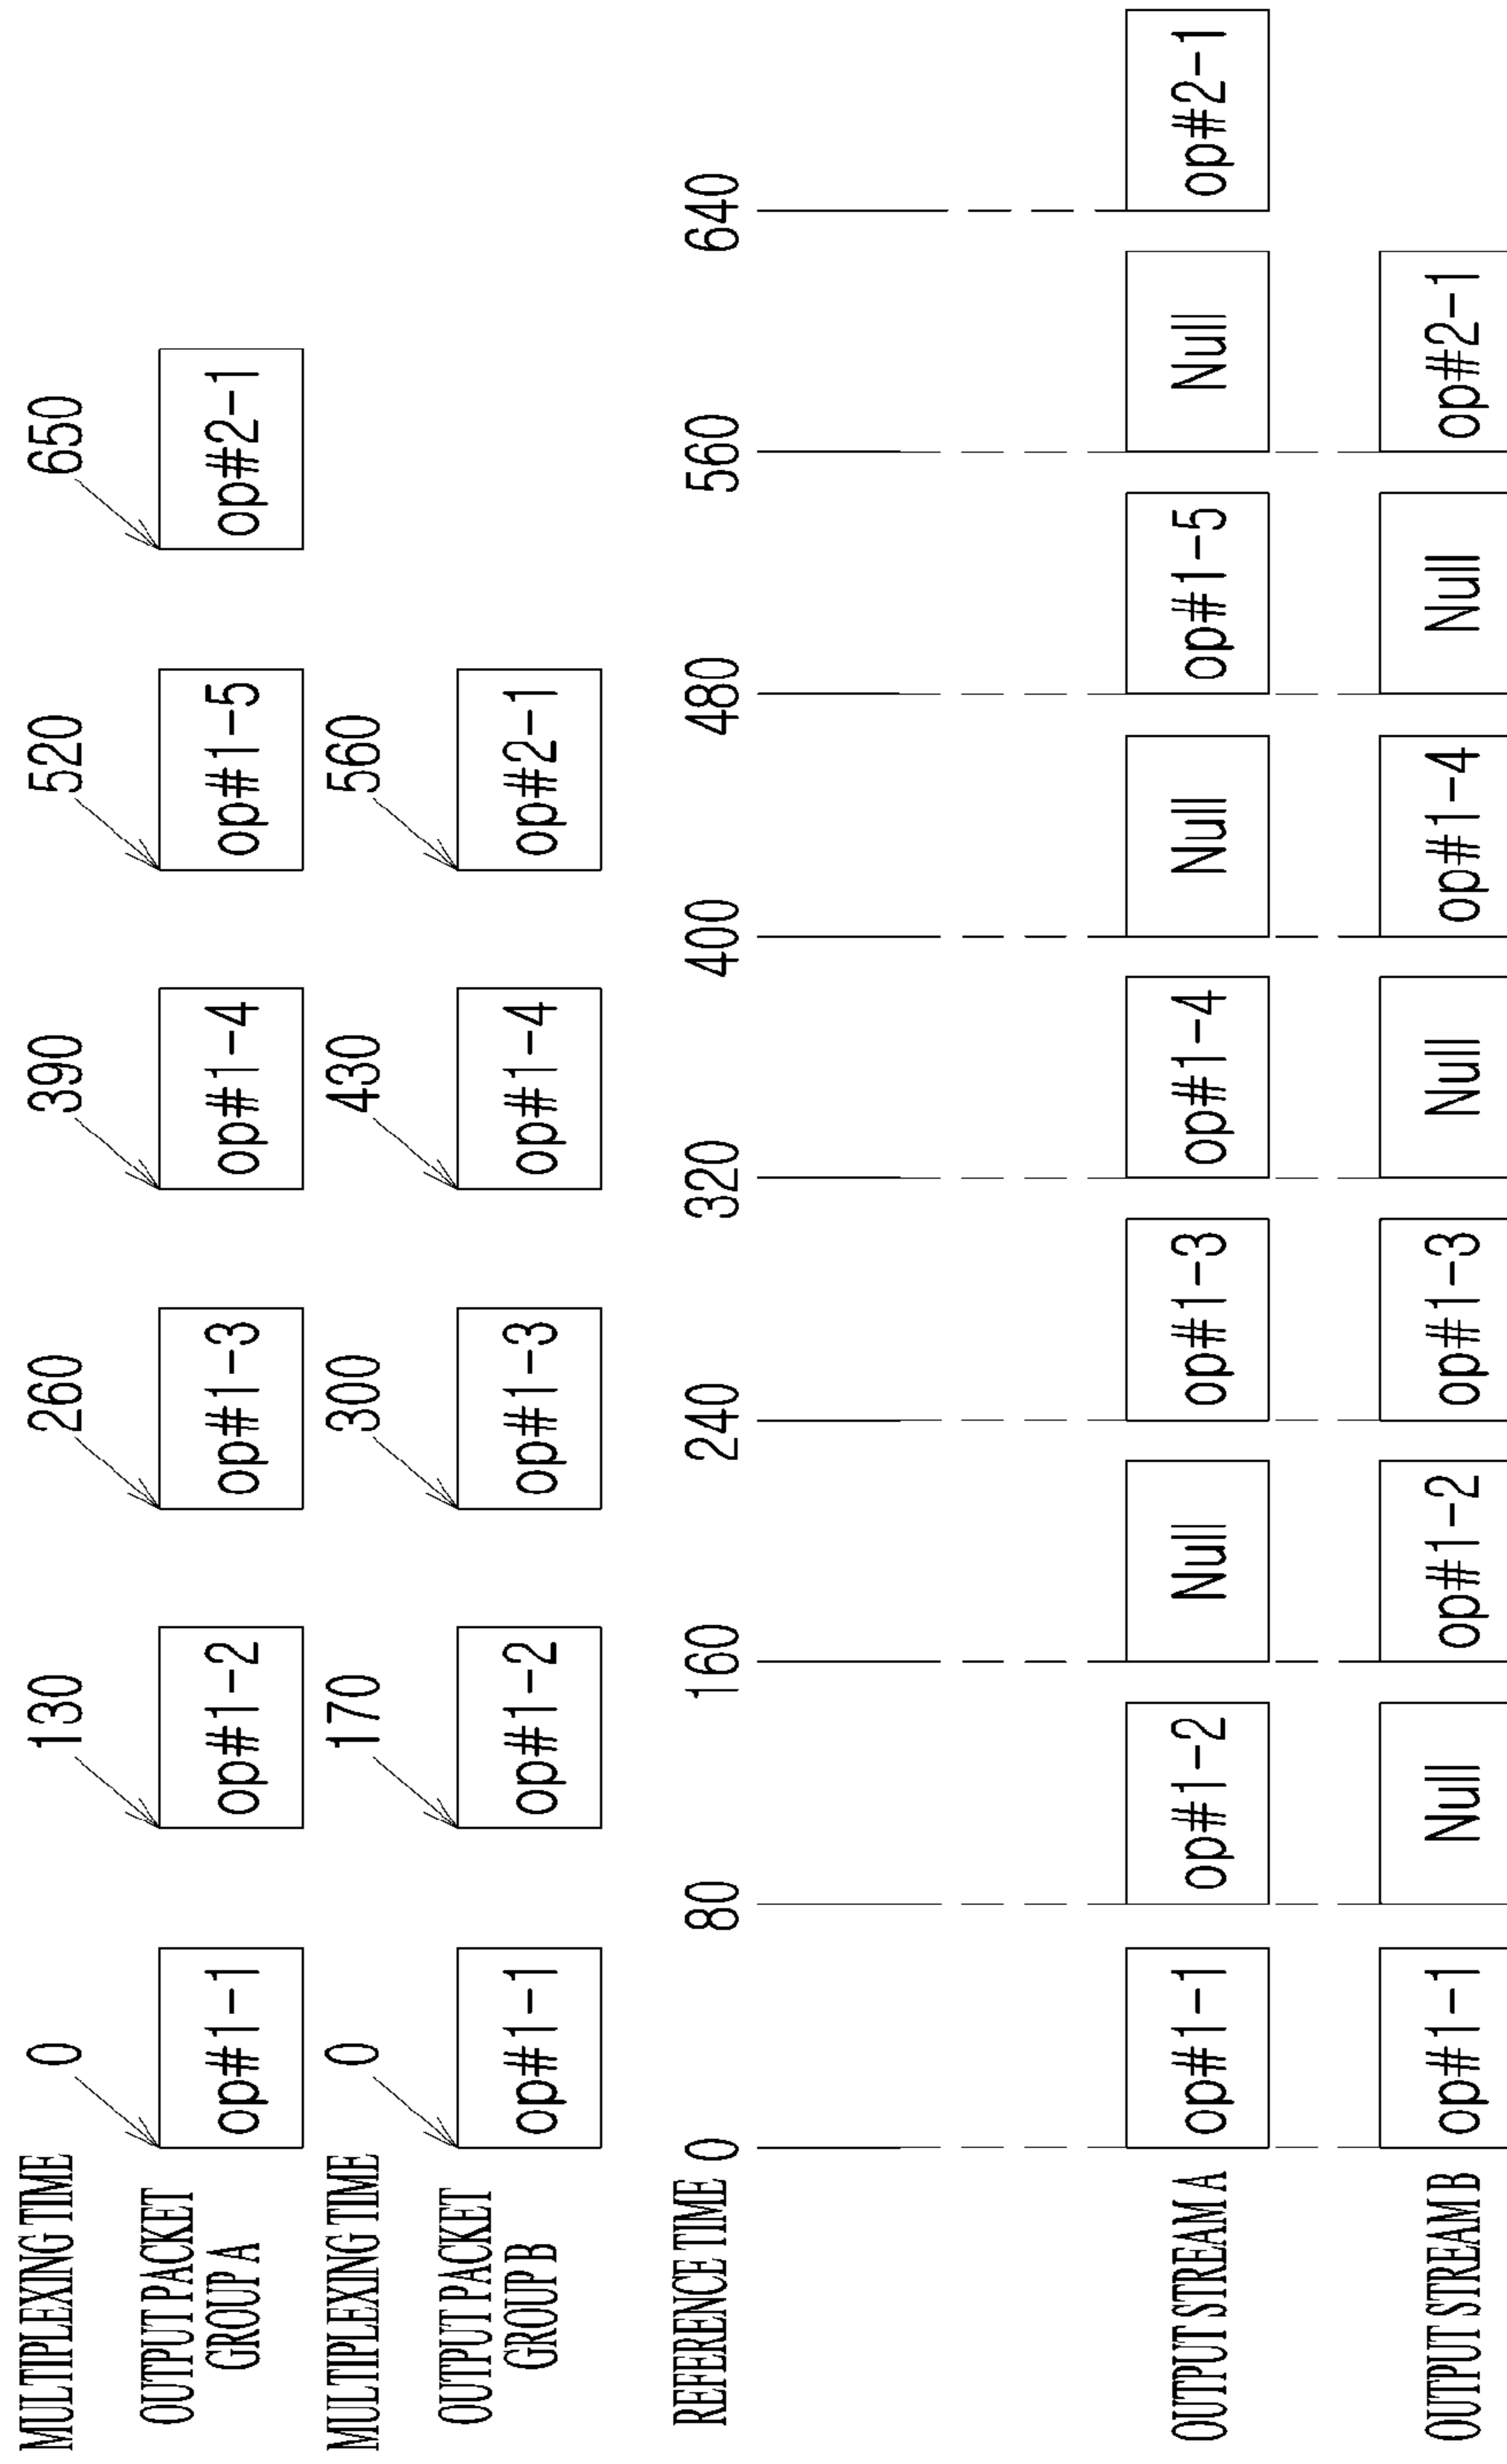 MULTIPLEXING TIME 0 130 260 390 520 650
OUTPUT PACKET
GROUP A
op#1-1 op#1-2 op#1-3 op#1-4 op#1-5 op#2-1
MULTIPLEXING TIME 0 170 300 430 560
OUTPUT PACKET
GROUP B
op#1-1 op#1-2 op#1-3 op#1-4 op#2-1
REFERENCE TIME 0 80 160 240 320 400 480 560 640
OUTPUT STREAM A op#1-1 op#1-2 Null op#1-3 op#1-4 Null op#1-5 Null op#2-1
OUTPUT STREAM B op#1-1 Null op#1-2 op#1-3 Null op#1-4 Null op#2-1